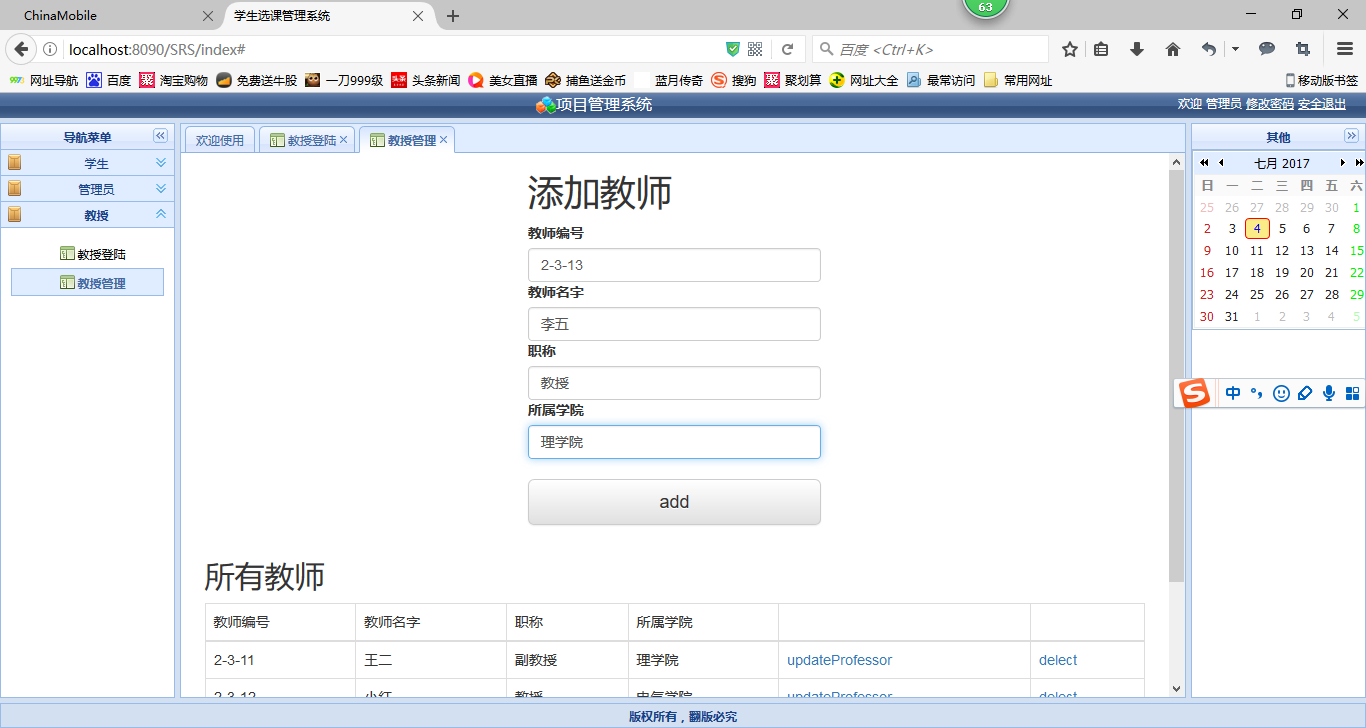 63
ChinaMobile 学生选课管理系统
localhost:8090/SRS/index# 百度 <Ctrl+K>
网址导航 百度 淘宝购物 免费送牛股 一刀999级 头条新闻 美女直播 捕鱼送金币 蓝月传奇 搜狗 聚划算 网址大全 最常访问 常用网址 移动版书签
项目管理系统 欢迎 管理员 修改密码 安全退出
导航菜单
学生
管理员
教授
教授登陆
教授管理
欢迎使用 教授登陆 教授管理
添加教师
教师编号
2-3-13
教师名字
李五
职称
教授
所属学院
理学院
add
所有教师
教师编号 教师名字 职称 所属学院
2-3-11 王二 副教授 理学院 updateProfessor delect
2-3-12 小红 教授 电气学院 updateProfessor delect
其他
七月 2017
日 一 二 三 四 五 六
25 26 27 28 29 30 1
2 3 4 5 6 7 8
9 10 11 12 13 14 15
16 17 18 19 20 21 22
23 24 25 26 27 28 29
30 31 1 2 3 4 5
S 中
版权所有，翻版必究